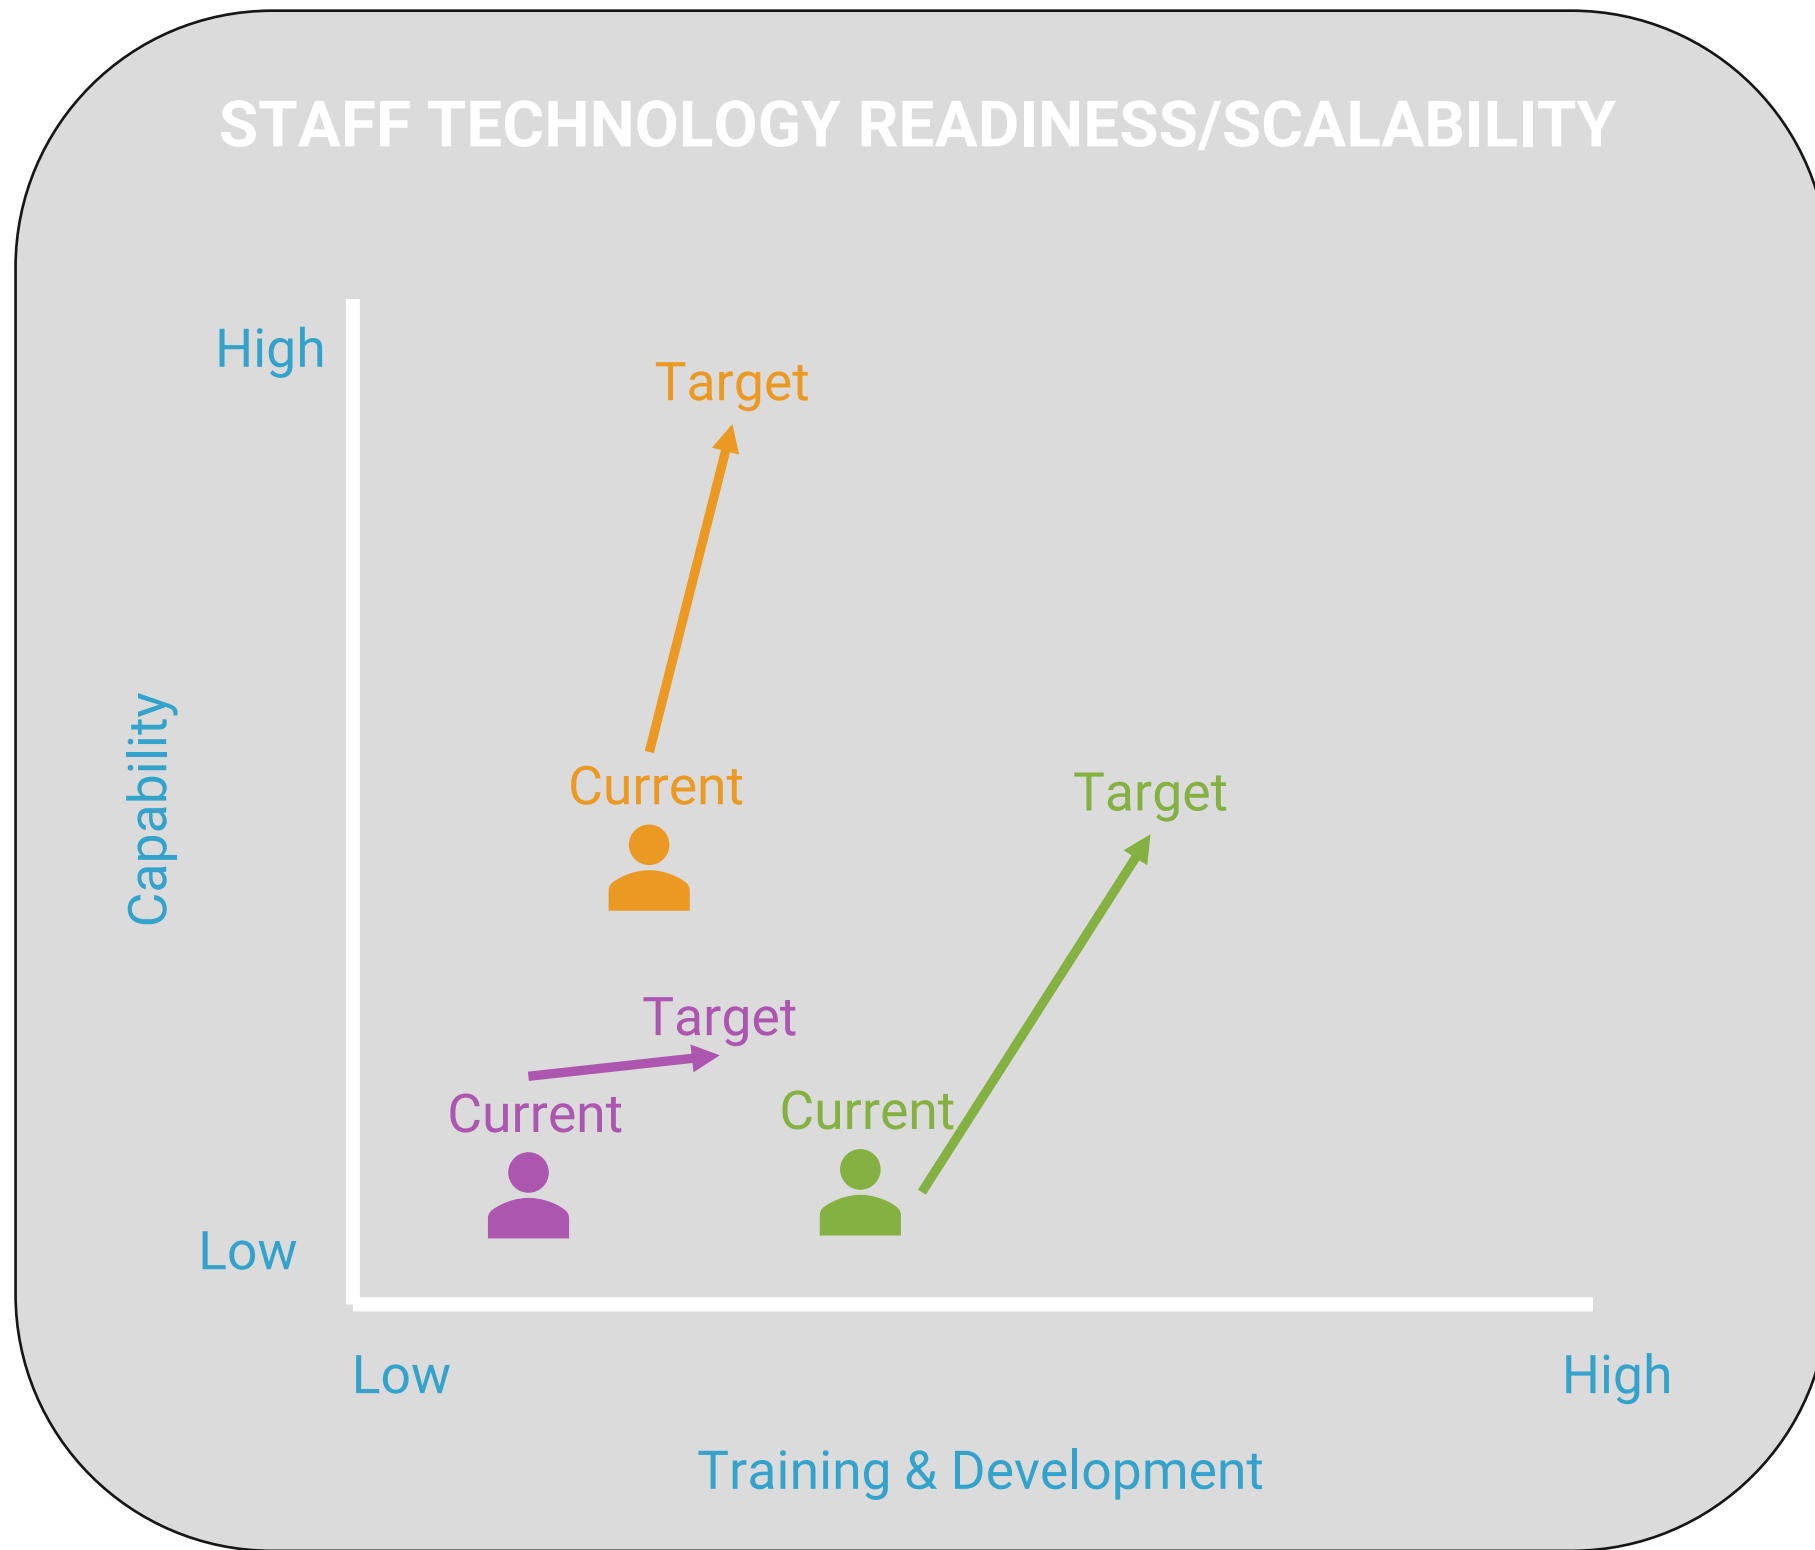 STAFF TECHNOLOGY READINESS/SCALABILITY
High
Target
Current
Target
Capability
Target
Current
Current
Low
Low
High
Training & Development